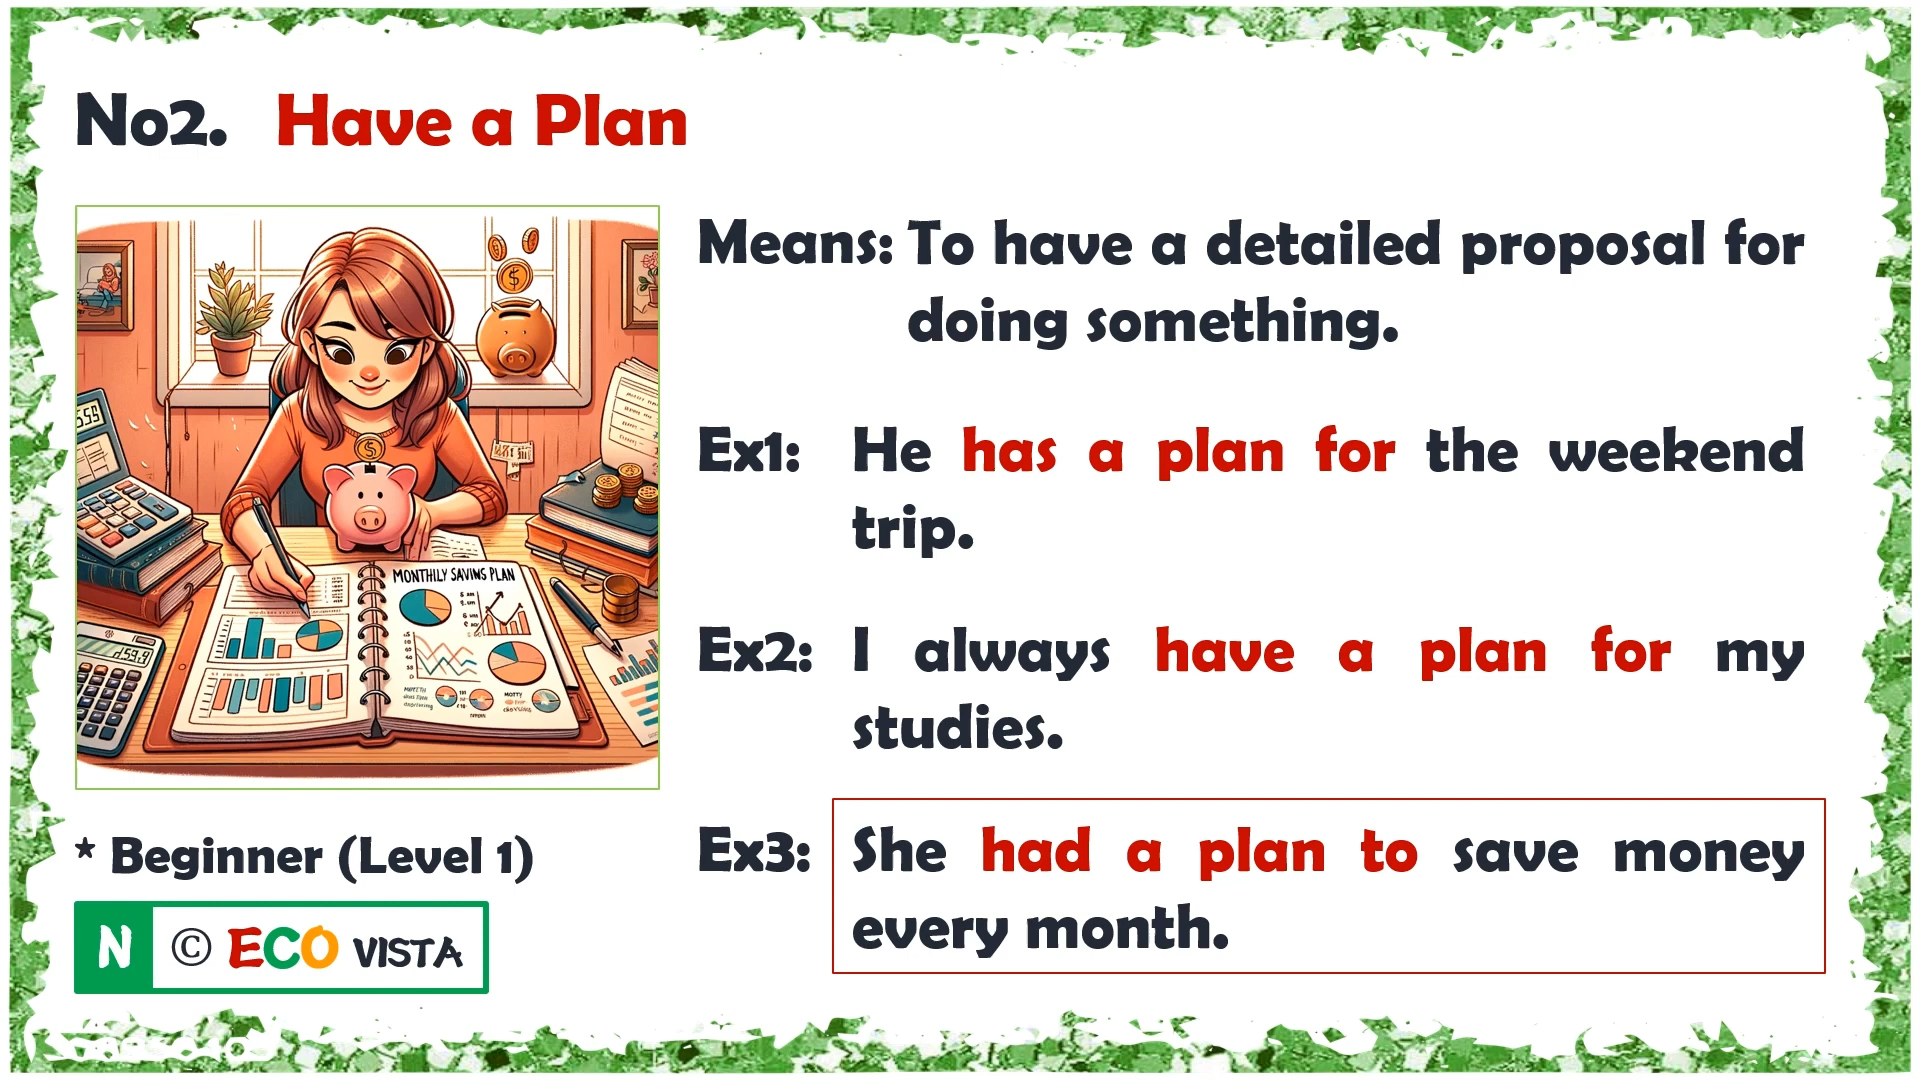 No2. Have a Plan
Means: To have a detailed proposal for
doing something.
Ex1: He has a plan for the weekend
trip.
Ex2: I always have a plan for my
studies.
Ex3: She had a plan to save money
every month.
MONTHLY SAVINS PLAN
* Beginner (Level 1)
N © ECO VISTA